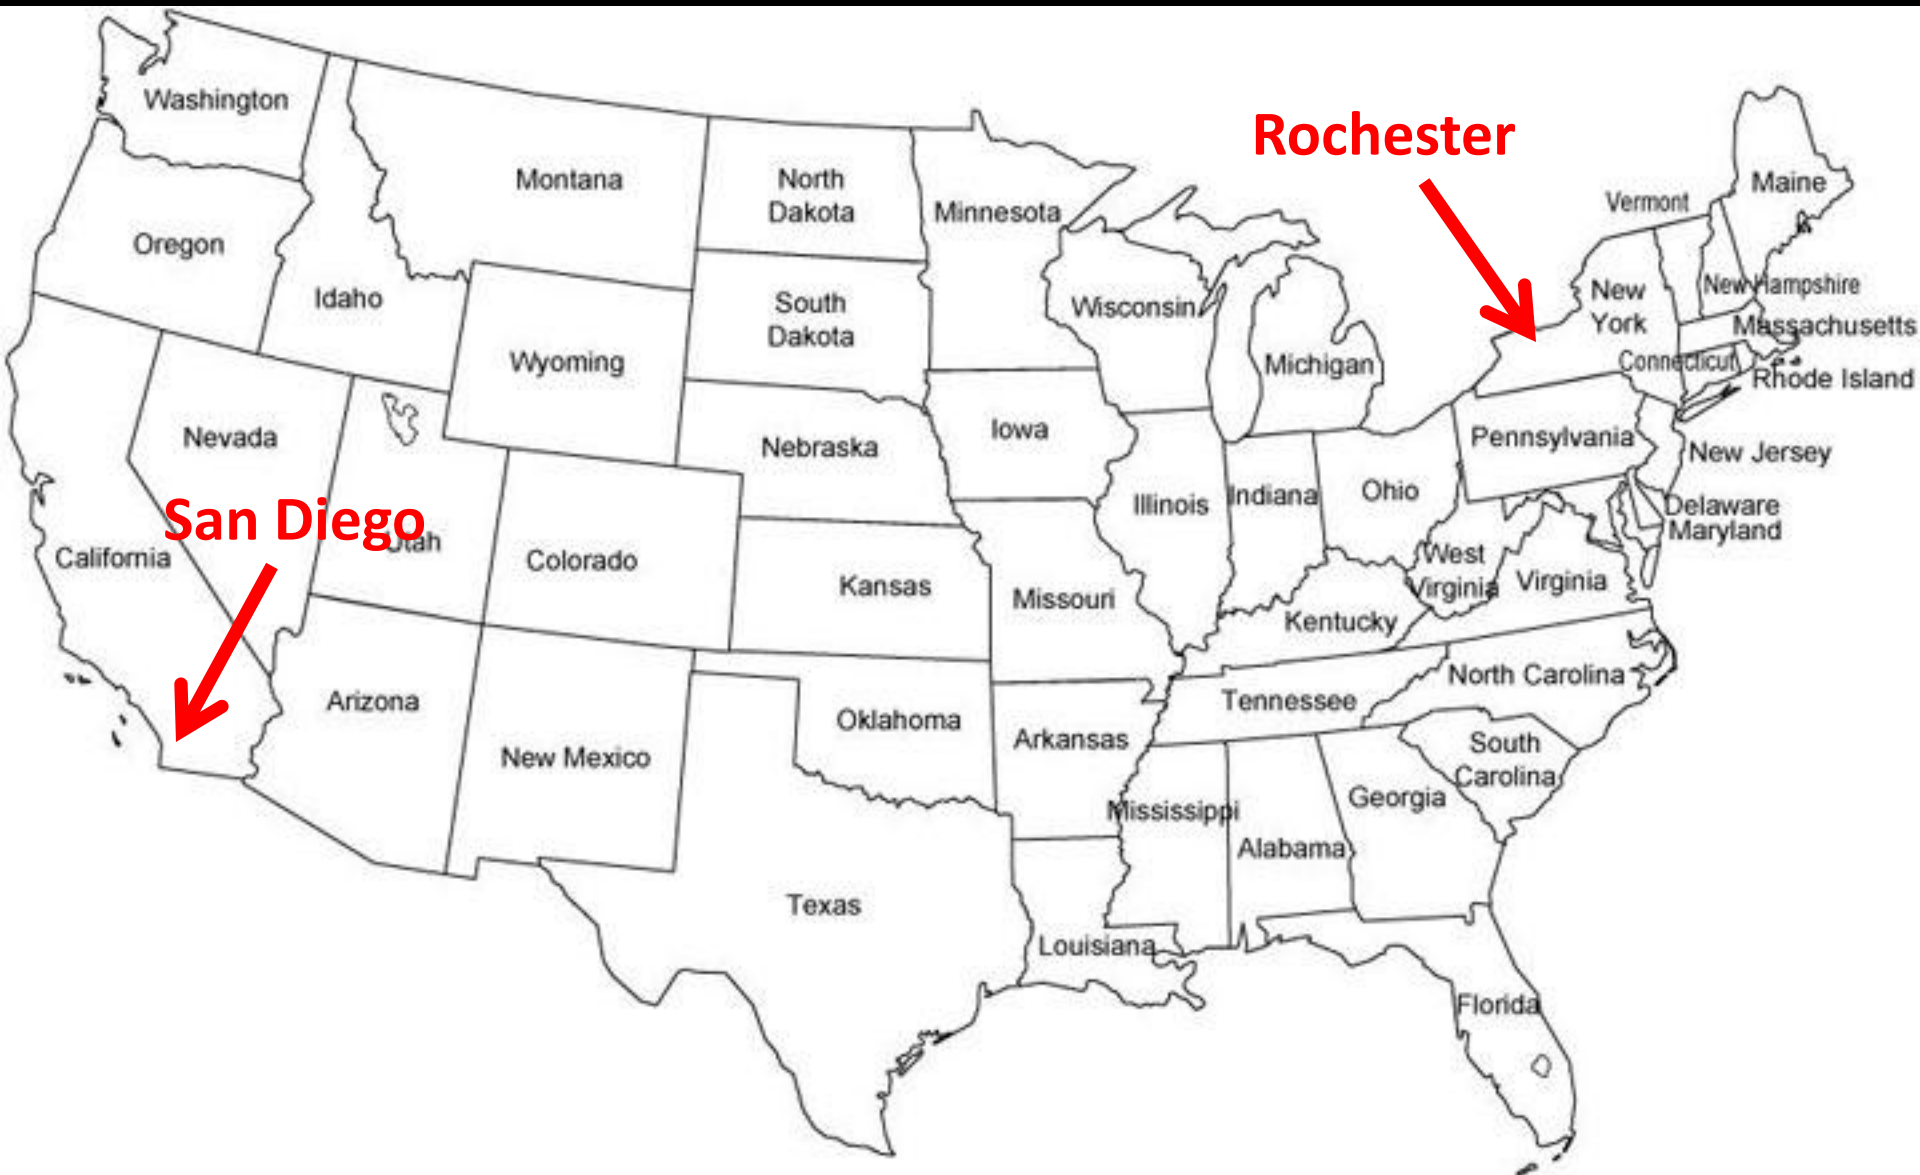 Washington
Montana
North
Dakota
Minnesota
Rochester
Vermont
Maine
Oregon
Idaho
Wyoming
South
Dakota
Wisconsin
Michigan
New
York
New Hampshire
Massachusetts
Connecticut
Rhode Island
Nevada
Nebraska
Iowa
Illinois
Indiana
Ohio
Pennsylvania
New Jersey
Delaware
Maryland
San Diego
Utah
California
Colorado
Kansas
Missouri
West
Virginia
Virginia
Kentucky
Arizona
New Mexico
Oklahoma
Arkansas
Tennessee
North Carolina
South
Carolina
Mississippi
Alabama
Georgia
Texas
Louisiana
Florida